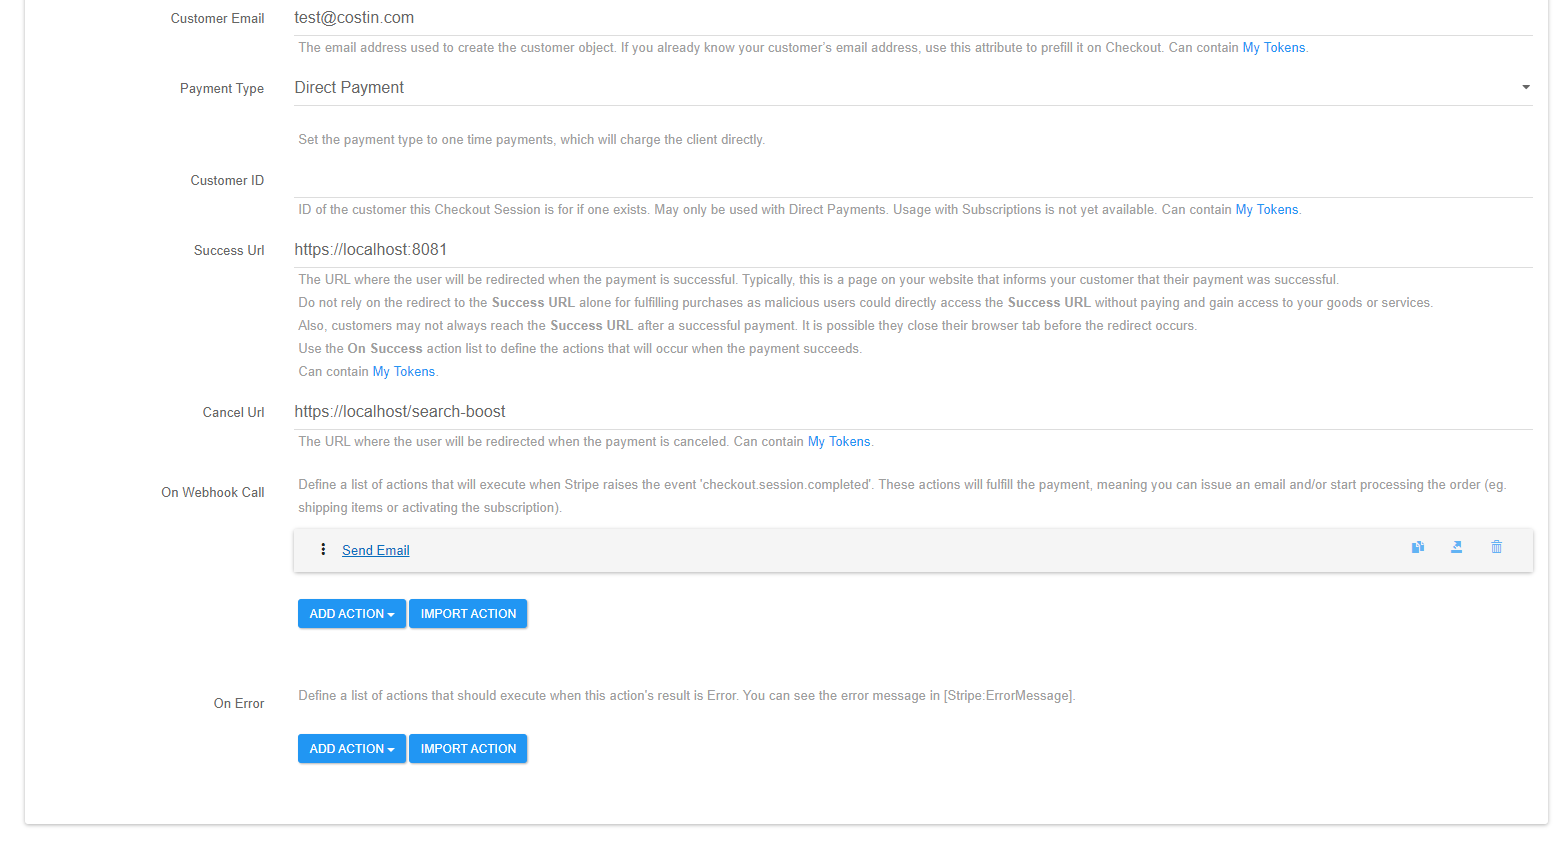 Customer Email
test@costin.com
The email address used to create the customer object. If you already know your customer's email address, use this attribute to prefill it on Checkout. Can contain My Tokens.
Payment Type
Direct Payment
Set the payment type to one time payments, which will charge the client directly.
Customer ID
ID of the customer this Checkout Session is for if one exists. May only be used with Direct Payments. Usage with Subscriptions is not yet available. Can contain My Tokens.
Success Url
https://localhost:8081
The URL where the user will be redirected when the payment is successful. Typically, this is a page on your website that informs your customer that their payment was successful.
Do not rely on the redirect to the Success URL alone for fulfilling purchases as malicious users could directly access the Success URL without paying and gain access to your goods or services.
Also, customers may not always reach the Success URL after a successful payment. It is possible they close their browser tab before the redirect occurs.
Use the On Success action list to define the actions that will occur when the payment succeeds.
Can contain My Tokens.
Cancel Url
https://localhost/search-boost
The URL where the user will be redirected when the payment is canceled. Can contain My Tokens.
On Webhook Call
Define a list of actions that will execute when Stripe raises the event 'checkout.session.completed'. These actions will fulfill the payment, meaning you can issue an email and/or start processing the order (eg.
shipping items or activating the subscription).
Send Email
ADD ACTION IMPORT ACTION
On Error
Define a list of actions that should execute when this action's result is Error. You can see the error message in [Stripe:ErrorMessage].
ADD ACTION IMPORT ACTION